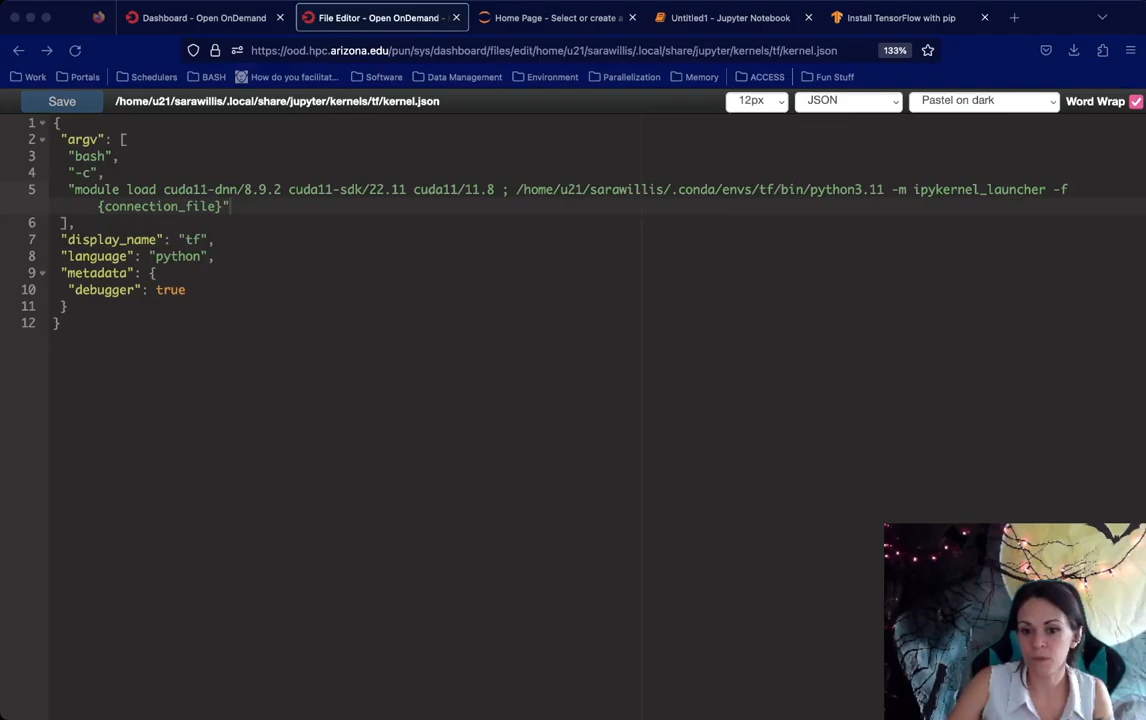 Dashboard - Open OnDemand
File Editor - Open OnDemand -
Home Page - Select or create a
Untitled1 - Jupyter Notebook
Install TensorFlow with pip
https://ood.hpc.arizona.edu/pun/sys/dashboard/files/edit/home/u21/sarawillis/.local/share/jupyter/kernels/tf/kernel.json
133%
Work Portals Schedulers BASH How do you facilitat... Software Data Management Environment Parallelization Memory ACCESS Fun Stuff
Save /home/u21/sarawillis/.local/share/jupyter/kernels/tf/kernel.json 12px JSON Pastel on dark Word Wrap
1 {
2 "argv": [
3 "bash",
4 "-c",
5 "module load cuda11-dnn/8.9.2 cuda11-sdk/22.11 cuda11/11.8 ; /home/u21/sarawillis/.conda/envs/tf/bin/python3.11 -m ipykernel_launcher -f
{connection_file}"
6 ],
7 "display_name": "tf",
8 "language": "python",
9 "metadata": {
10 "debugger": true
11 }
12 }